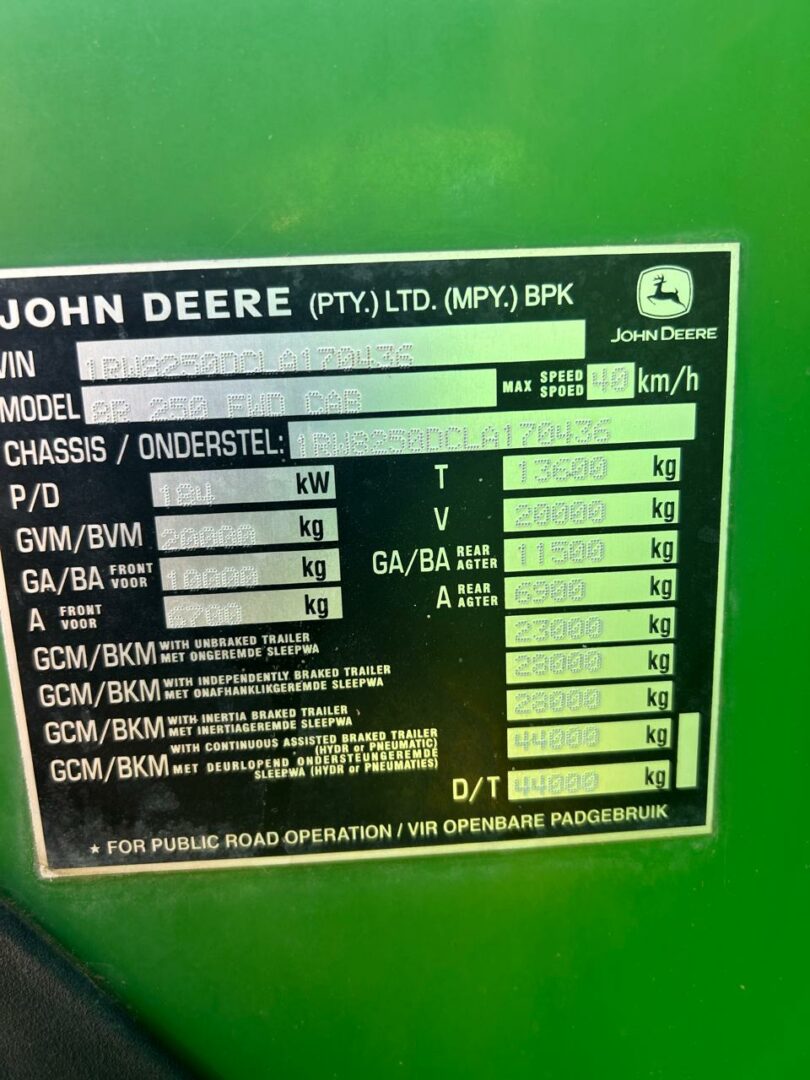 JOHN DEERE (PTY.) LTD. (MPY.) BPK
JOHN DEERE
VIN 1RW8250DCLA170436
MODEL 8R 250 FWD CAB MAX SPEED SPOED 40 km/h
CHASSIS / ONDERSTEL: 1RW8250DCLA170436
P/D 184 kW T 13600 kg
GVM/BVM 20000 kg V 20000 kg
GA/BA FRONT VOOR 10000 kg GA/BA REAR AGTER 11500 kg
A FRONT VOOR 6700 kg A REAR AGTER 6900 kg
GCM/BKM WITH UNBRAKED TRAILER MET ONGEREMDE SLEEPWA 23000 kg
GCM/BKM WITH INDEPENDENTLY BRAKED TRAILER MET ONAFHANKLIKGEREMDE SLEEPWA 28000 kg
GCM/BKM WITH INERTIA BRAKED TRAILER MET INERTIAGEREMDE SLEEPWA 28000 kg
GCM/BKM WITH CONTINUOUS ASSISTED BRAKED TRAILER (HYDR or PNEUMATIC) MET DEURLOPEND ONDERSTEUNGEREMDE SLEEPWA (HYDR or PNEUMATIES) 44000 kg
D/T 44000 kg
* FOR PUBLIC ROAD OPERATION / VIR OPENBARE PADGEBRUIK